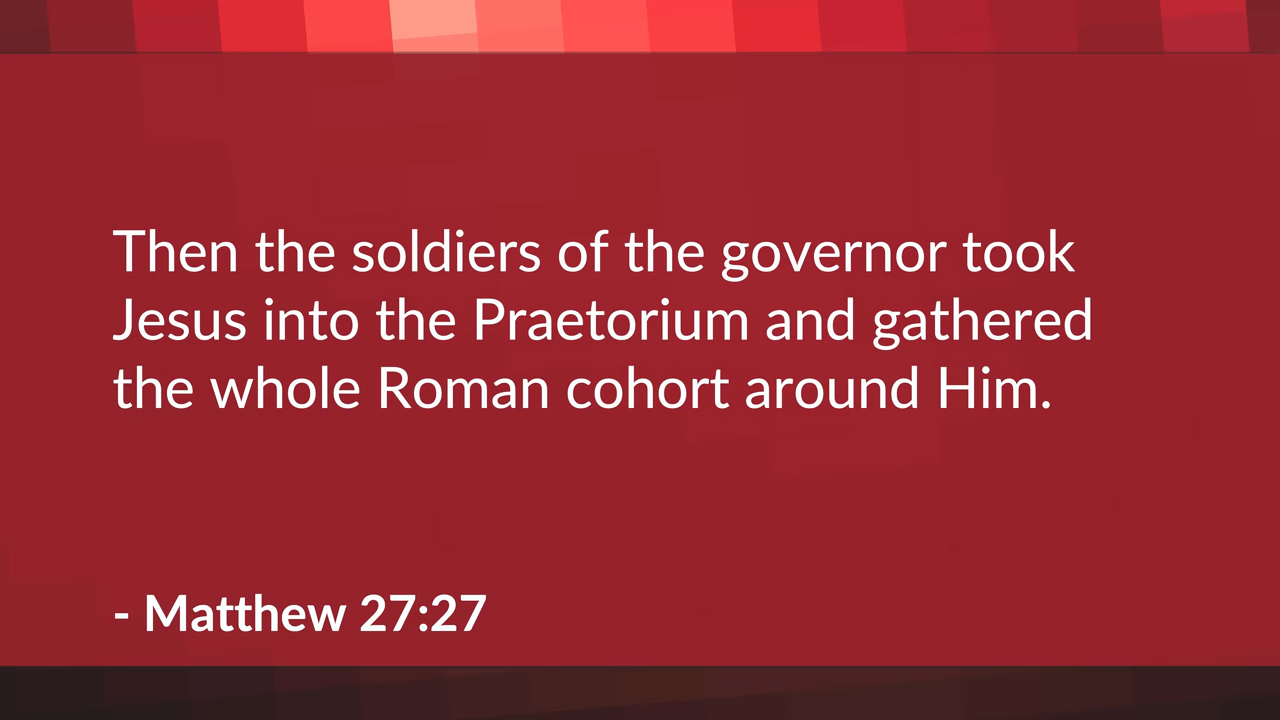 Then the soldiers of the governor took
Jesus into the Praetorium and gathered
the whole Roman cohort around Him.
- Matthew 27:27